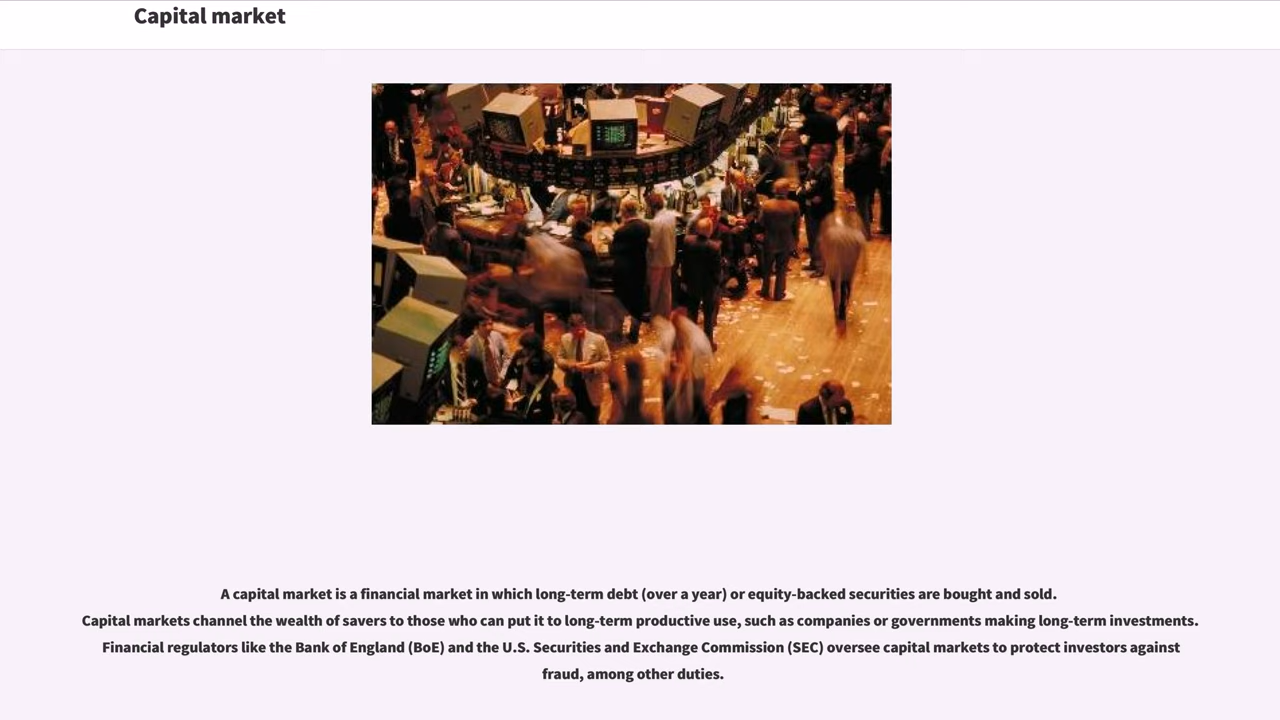 Capital market
A capital market is a financial market in which long-term debt (over a year) or equity-backed securities are bought and sold.
Capital markets channel the wealth of savers to those who can put it to long-term productive use, such as companies or governments making long-term investments.
Financial regulators like the Bank of England (BoE) and the U.S. Securities and Exchange Commission (SEC) oversee capital markets to protect investors against
fraud, among other duties.